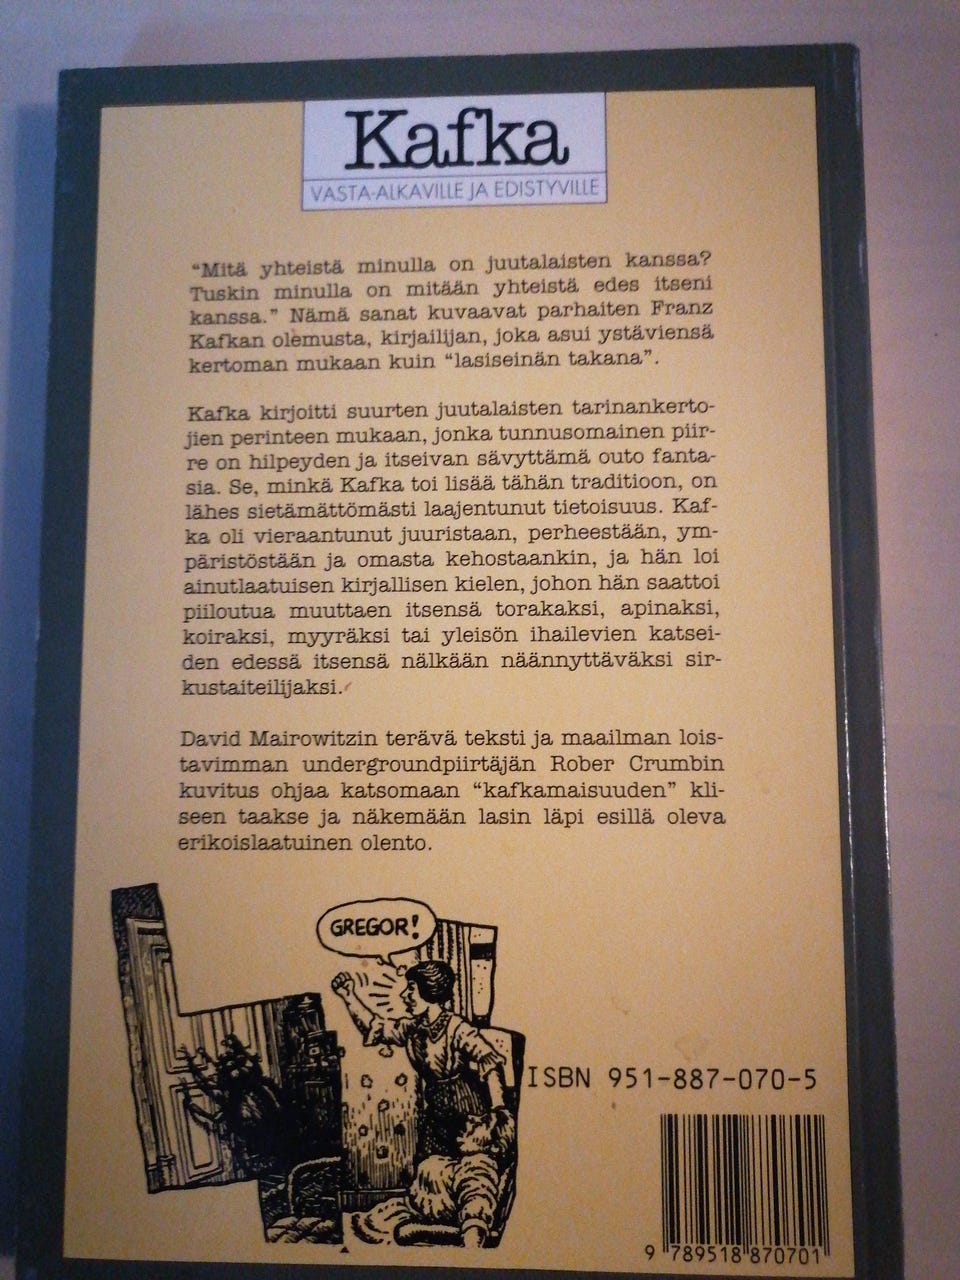 Kafka
VASTA-ALKAVILLE JA EDISTYVILLE
“Mitä yhteistä minulla on juutalaisten kanssa?
Tuskin minulla on mitään yhteistä edes itseni
kanssa.” Nämä sanat kuvaavat parhaiten Franz
Kafkan olemusta, kirjailijan, joka asui ystäviensä
kertoman mukaan kuin “lasiseinän takana”.
Kafka kirjoitti suurten juutalaisten tarinankerto-
jien perinteen mukaan, jonka tunnusomainen piir-
re on hilpeyden ja itseivan sävyttämä outo fanta-
sia. Se, minkä Kafka toi lisää tähän traditioon, on
lähes sietämättömästi laajentunut tietoisuus. Kaf-
ka oli vieraantunut juuristaan, perheestään, ym-
päristöstään ja omasta kehostaankin, ja hän loi
ainutlaatuisen kirjallisen kielen, johon hän saattoi
piiloutua muuttaen itsensä torakaksi, apinaksi,
koiraksi, myyräksi tai yleisön ihailevien katsei-
den edessä itsensä nälkään näännyttäväksi sir-
kustaiteilijaksi.
David Mairowitzin terävä teksti ja maailman lois-
tavimman undergroundpiirtäjän Rober Crumbin
kuvitus ohjaa katsomaan “kafkamaisuuden” kli-
seen taakse ja näkemään lasin läpi esillä oleva
erikoislaatuinen olento.
GREGOR!
ISBN 951-887-070-5
9 789518 870701